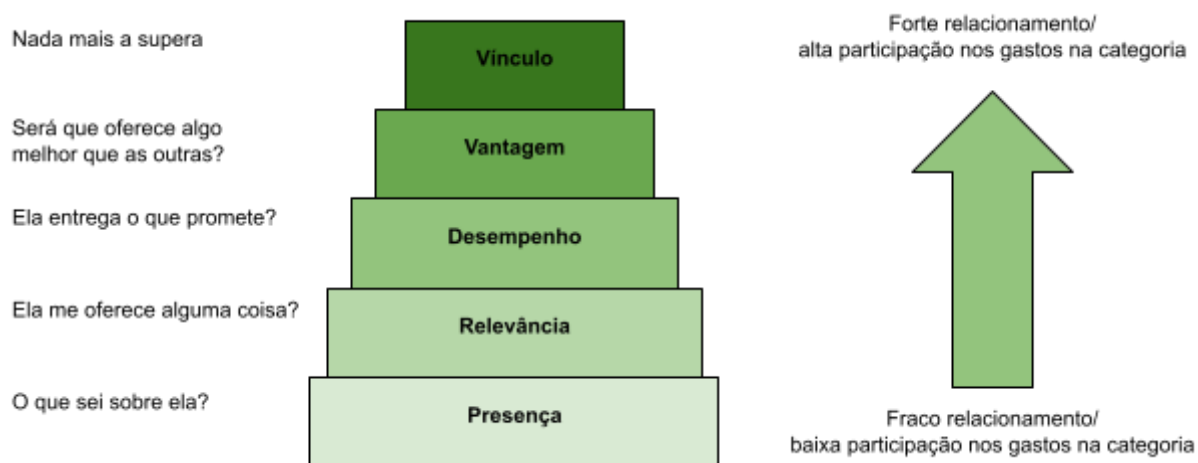 Nada mais a supera
Será que oferece algo
melhor que as outras?
Ela entrega o que promete?
Ela me oferece alguma coisa?
O que sei sobre ela?
Vínculo
Vantagem
Desempenho
Relevância
Presença
Forte relacionamento/
alta participação nos gastos na categoria
Fraco relacionamento/
baixa participação nos gastos na categoria